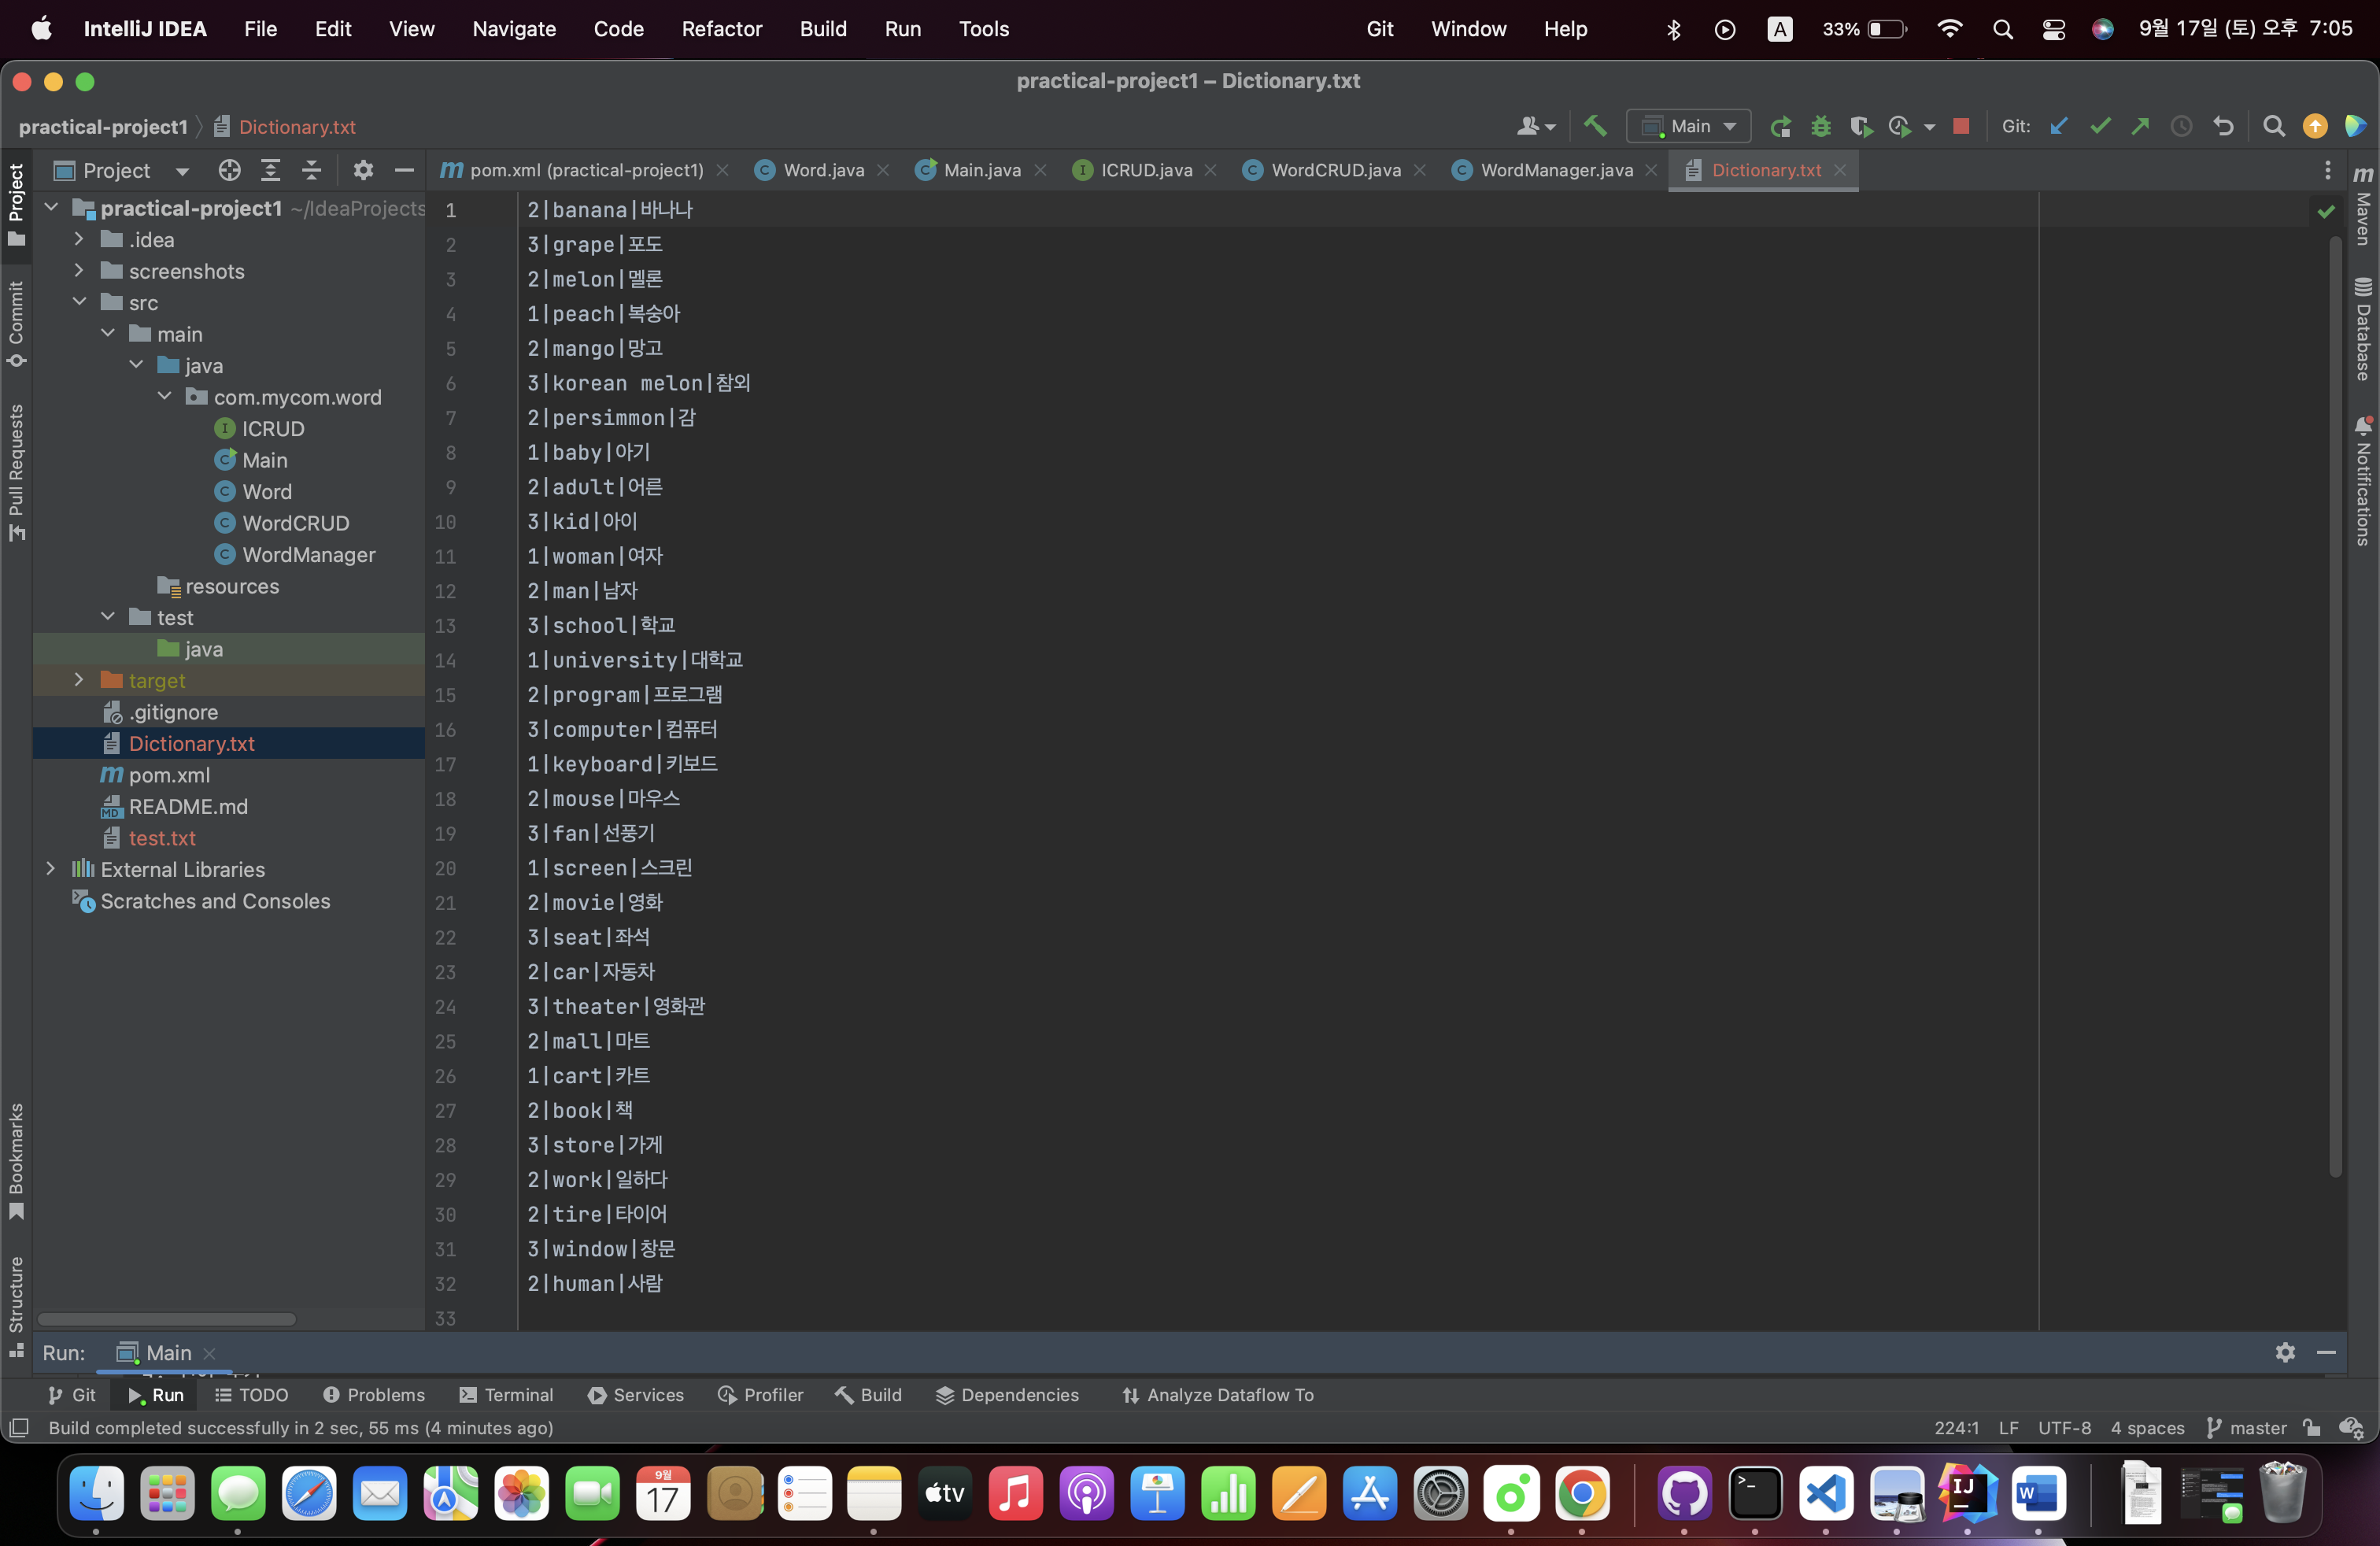 IntelliJ IDEA File Edit View Navigate Code Refactor Build Run Tools Git Window Help A 33% 9월 17일 (토) 오후 7:05
practical-project1 – Dictionary.txt
practical-project1 Dictionary.txt Main Git:
Project pom.xml (practical-project1) Word.java Main.java ICRUD.java WordCRUD.java WordManager.java Dictionary.txt
Project
Commit
Pull Requests
Bookmarks
Structure
practical-project1 ~/IdeaProjects
.idea
screenshots
src
main
java
com.mycom.word
ICRUD
Main
Word
WordCRUD
WordManager
resources
test
java
target
.gitignore
Dictionary.txt
pom.xml
README.md
test.txt
External Libraries
Scratches and Consoles
1 2|banana|바나나
2 3|grape|포도
3 2|melon|멜론
4 1|peach|복숭아
5 2|mango|망고
6 3|korean melon|참외
7 2|persimmon|감
8 1|baby|아기
9 2|adult|어른
10 3|kid|아이
11 1|woman|여자
12 2|man|남자
13 3|school|학교
14 1|university|대학교
15 2|program|프로그램
16 3|computer|컴퓨터
17 1|keyboard|키보드
18 2|mouse|마우스
19 3|fan|선풍기
20 1|screen|스크린
21 2|movie|영화
22 3|seat|좌석
23 2|car|자동차
24 3|theater|영화관
25 2|mall|마트
26 1|cart|카트
27 2|book|책
28 3|store|가게
29 2|work|일하다
30 2|tire|타이어
31 3|window|창문
32 2|human|사람
33
Maven
Database
Notifications
Run: Main
Git Run TODO Problems Terminal Services Profiler Build Dependencies Analyze Dataflow To
Build completed successfully in 2 sec, 55 ms (4 minutes ago) 224:1 LF UTF-8 4 spaces master
9월
17
tv
IJ
W